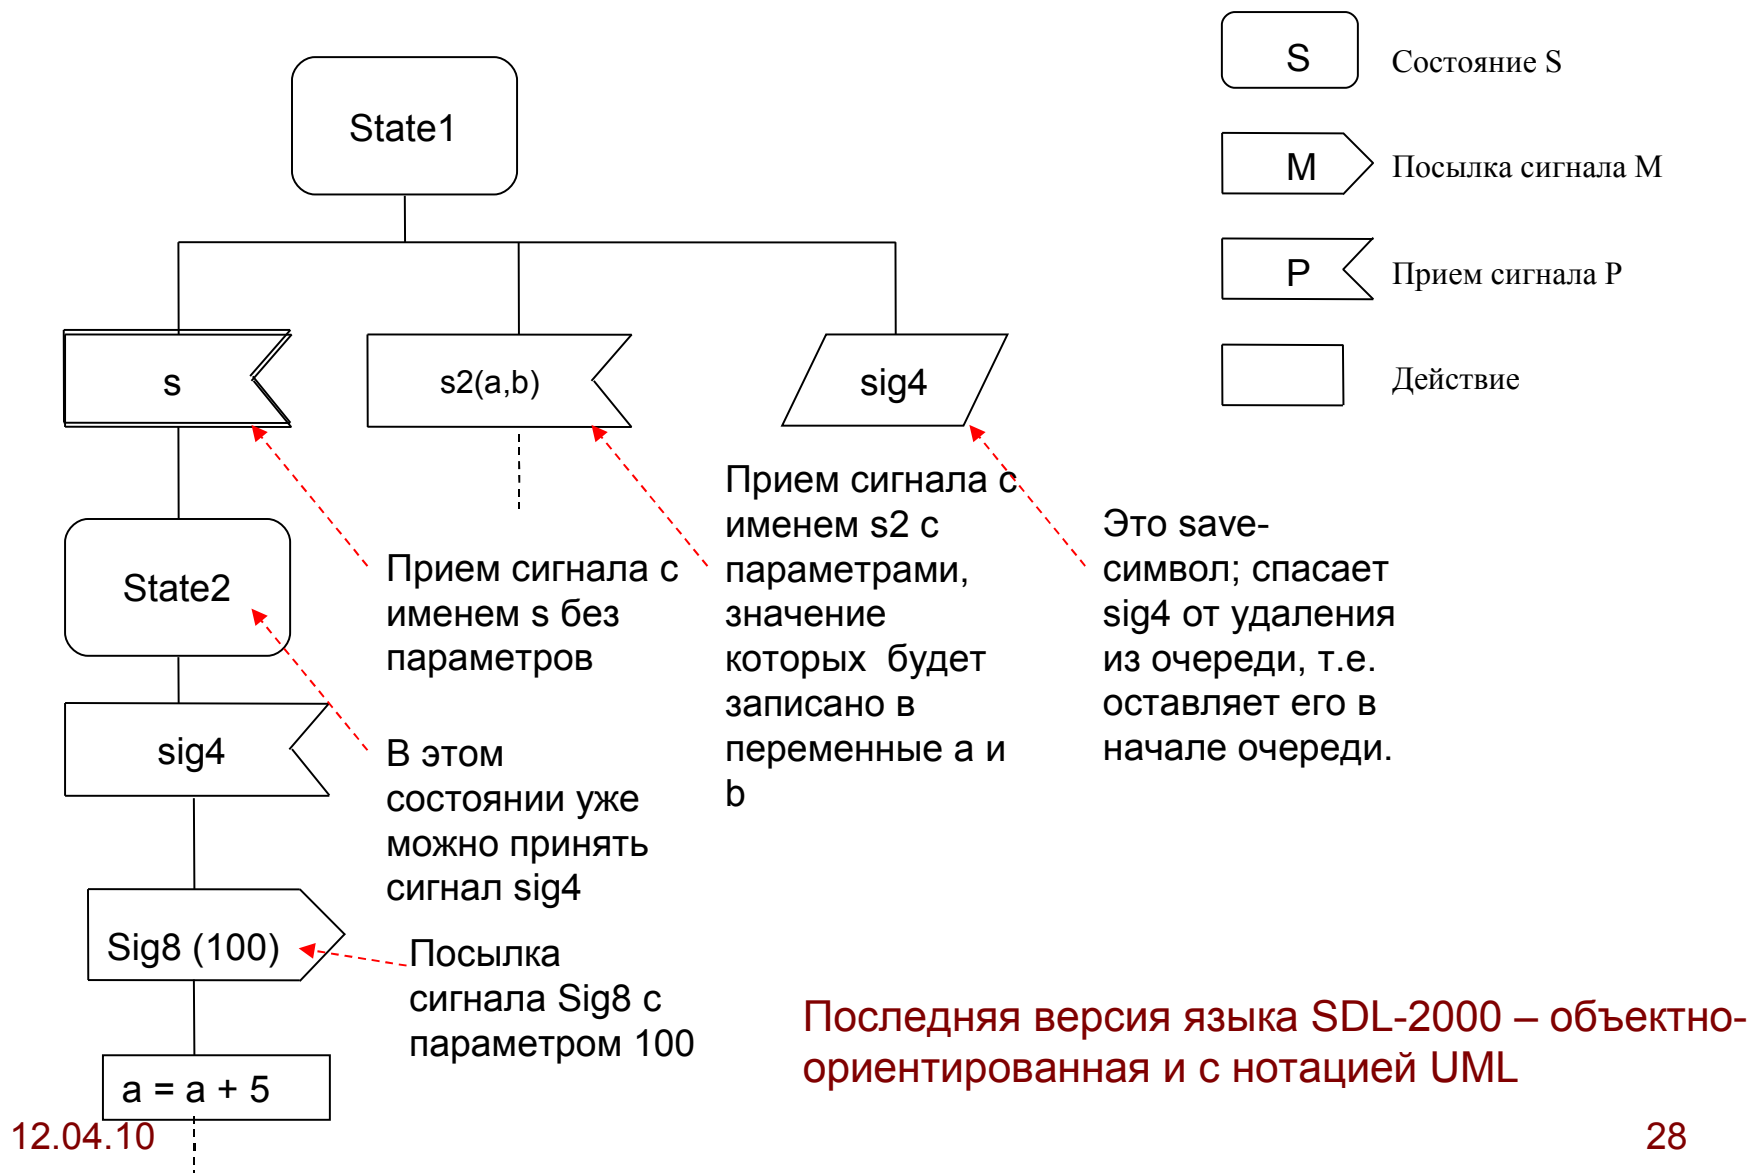 State1
s
s2(a,b)
sig4
State2
sig4
Sig8 (100)
a = a + 5
Прием сигнала с
именем s без
параметров
В этом
состоянии уже
можно принять
сигнал sig4
Посылка
сигнала Sig8 с
параметром 100
Прием сигнала с
именем s2 с
параметрами,
значение
которых будет
записано в
переменные a и
b
Это save-
символ; спасает
sig4 от удаления
из очереди, т.е.
оставляет его в
начале очереди.
S
Состояние S
M
Посылка сигнала M
P
Прием сигнала P
Действие
Последняя версия языка SDL-2000 – объектно-
ориентированная и с нотацией UML
12.04.10
28